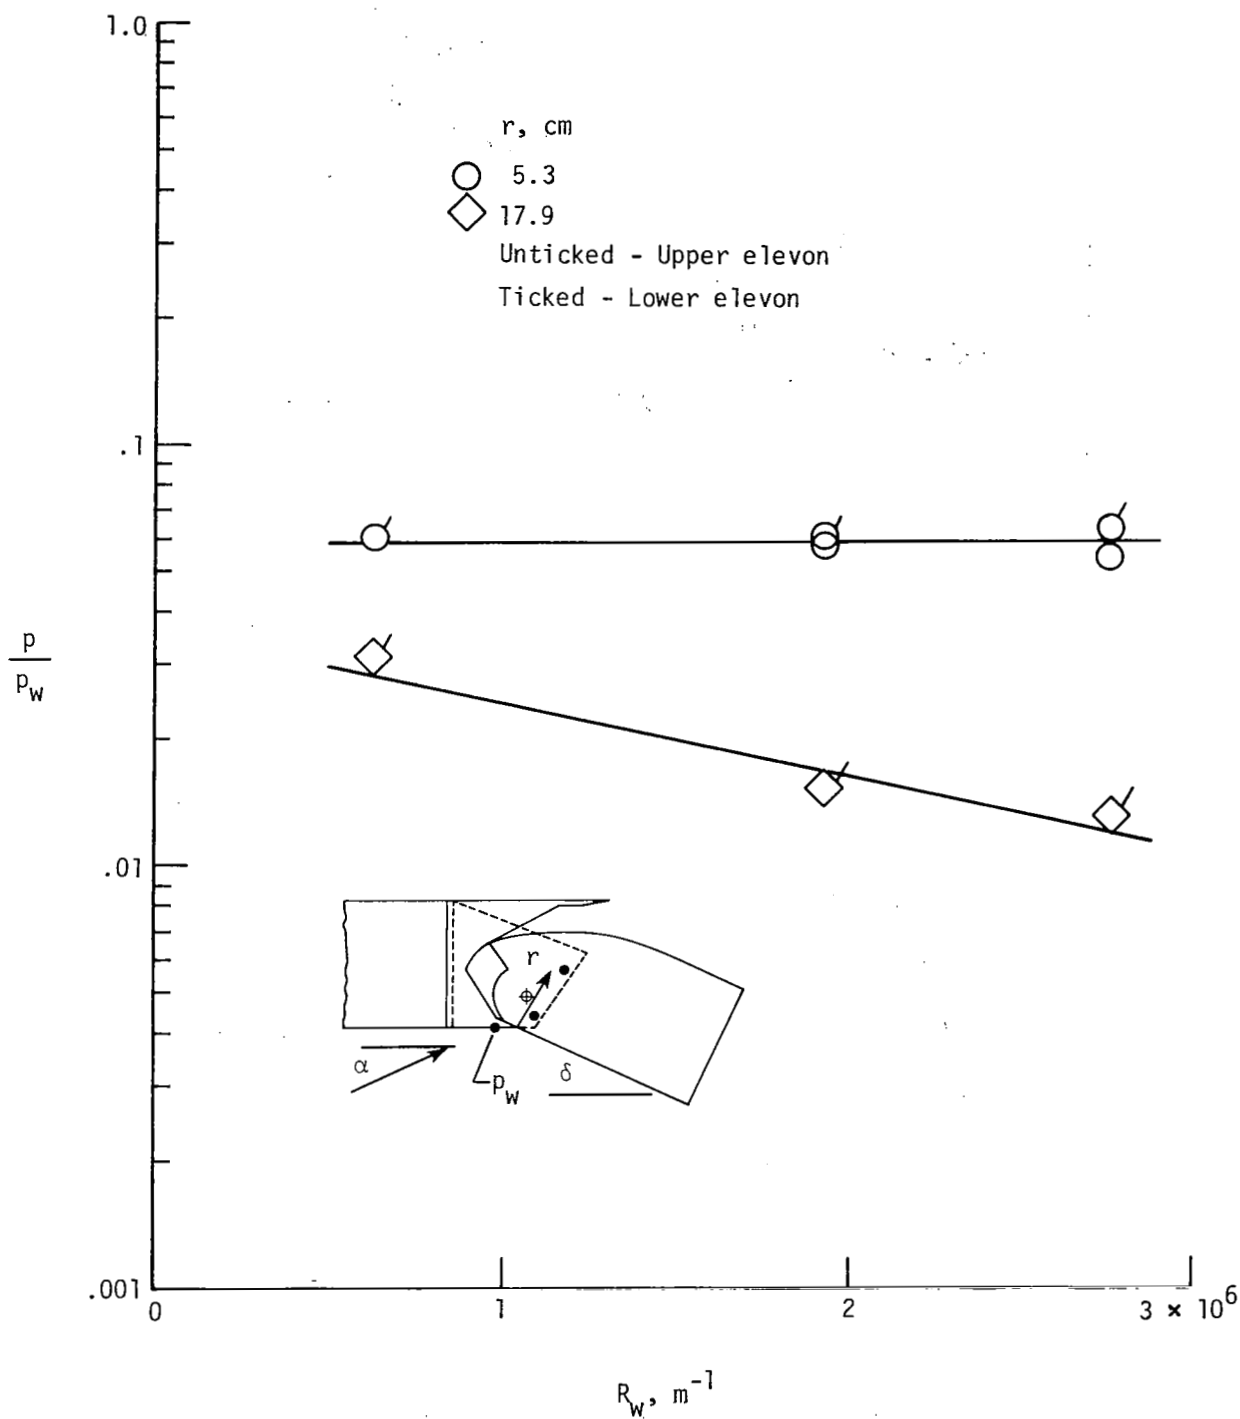 1.0
r, cm
5.3
17.9
Unticked - Upper elevon
Ticked - Lower elevon
.1
p
p_w
.01
r
α
p_w
δ
.001
0
1
2
3 × 10^6
R_w, m^-1